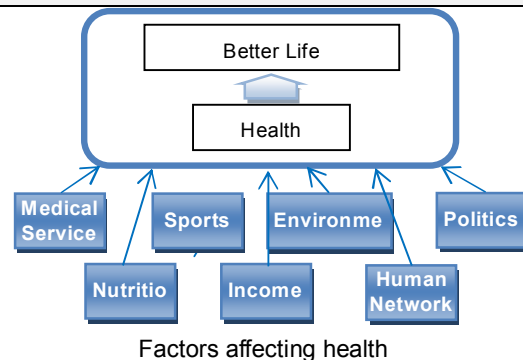 Better Life
Health
Medical
Service
Sports
Environme
Politics
Nutritio
Income
Human
Network
Factors affecting health